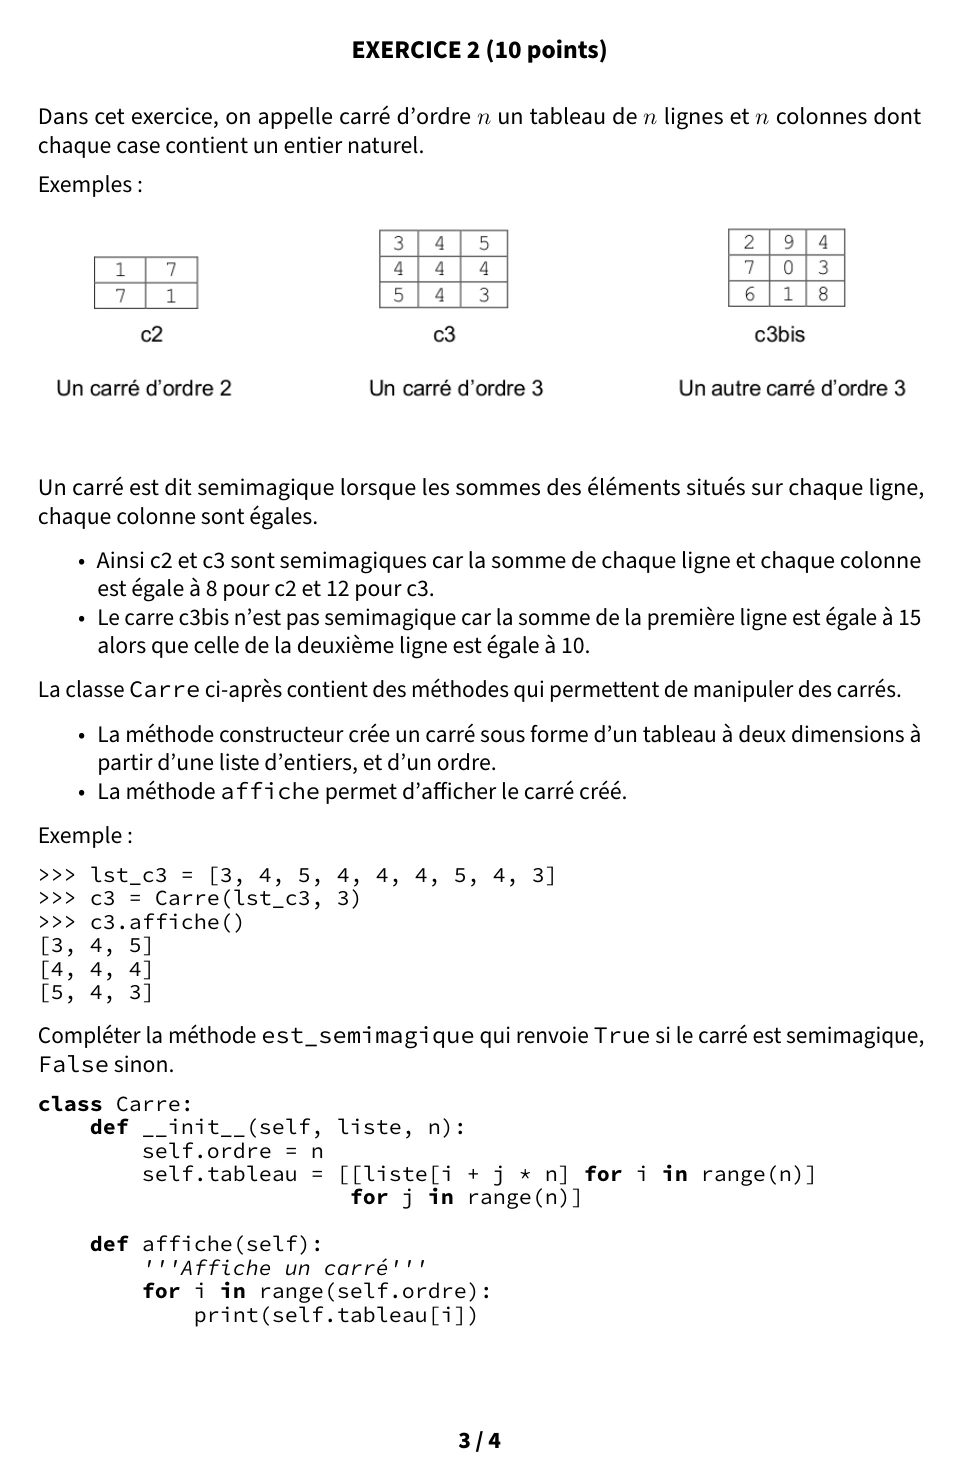 EXERCICE 2 (10 points)
Dans cet exercice, on appelle carré d’ordre n un tableau de n lignes et n colonnes dont
chaque case contient un entier naturel.
Exemples :
1 7
7 1
c2
Un carré d’ordre 2
3 4 5
4 4 4
5 4 3
c3
Un carré d’ordre 3
2 9 4
7 0 3
6 1 8
c3bis
Un autre carré d’ordre 3
Un carré est dit semimagique lorsque les sommes des éléments situés sur chaque ligne,
chaque colonne sont égales.
• Ainsi c2 et c3 sont semimagiques car la somme de chaque ligne et chaque colonne
est égale à 8 pour c2 et 12 pour c3.
• Le carre c3bis n’est pas semimagique car la somme de la première ligne est égale à 15
alors que celle de la deuxième ligne est égale à 10.
La classe Carre ci-après contient des méthodes qui permettent de manipuler des carrés.
• La méthode constructeur crée un carré sous forme d’un tableau à deux dimensions à
partir d’une liste d’entiers, et d’un ordre.
• La méthode affiche permet d’afficher le carré créé.
Exemple :
>>> lst_c3 = [3, 4, 5, 4, 4, 4, 5, 4, 3]
>>> c3 = Carre(lst_c3, 3)
>>> c3.affiche()
[3, 4, 5]
[4, 4, 4]
[5, 4, 3]
Compléter la méthode est_semimagique qui renvoie True si le carré est semimagique,
False sinon.
class Carre:
    def __init__(self, liste, n):
        self.ordre = n
        self.tableau = [[liste[i + j * n] for i in range(n)]
                        for j in range(n)]
    def affiche(self):
        '''Affiche un carré'''
        for i in range(self.ordre):
            print(self.tableau[i])
3 / 4